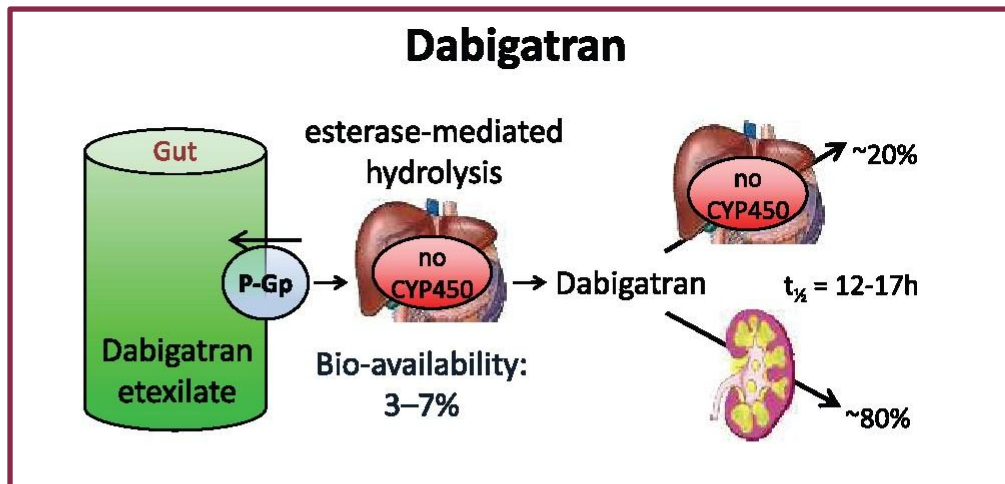 Dabigatran
Gut
P-Gp
Dabigatran
etexilate
esterase-mediated
hydrolysis
no
CYP450
Bio-availability:
3–7%
Dabigatran
no
CYP450
~20%
t½ = 12-17h
~80%